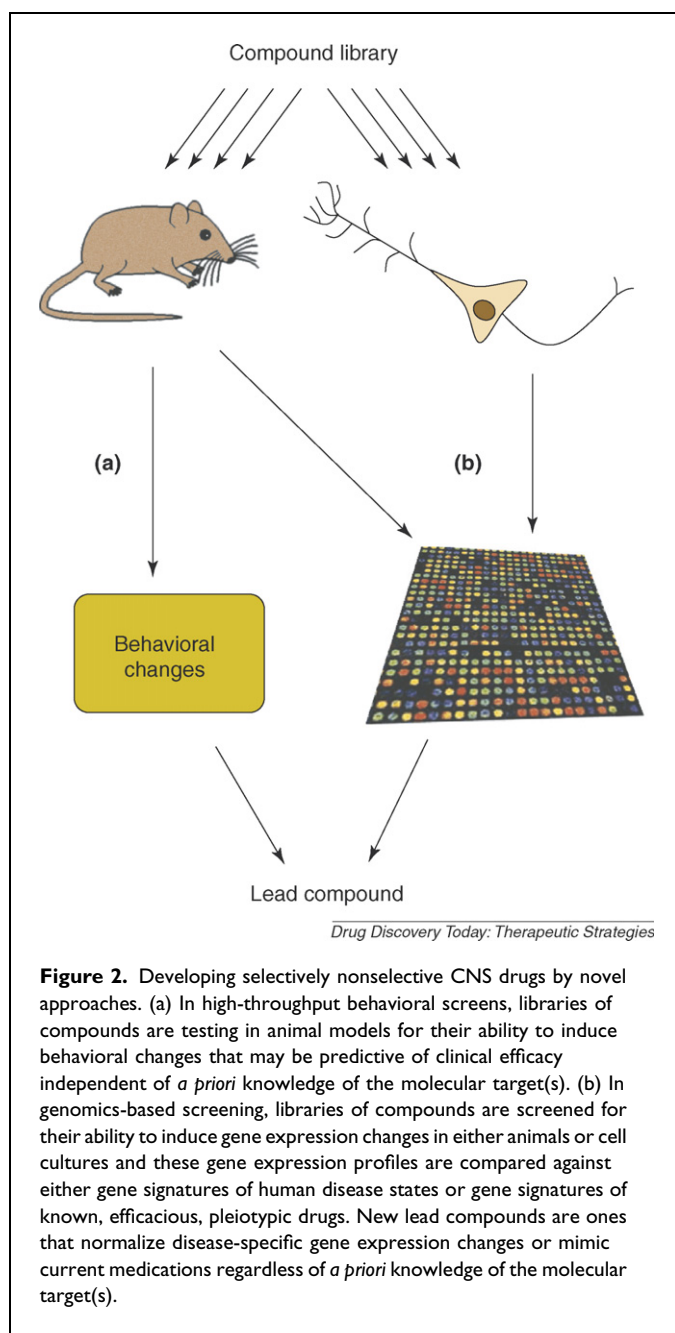 Compound library
(a)
(b)
Behavioral
changes
Lead compound
Drug Discovery Today: Therapeutic Strategies
Figure 2. Developing selectively nonselective CNS drugs by novel
approaches. (a) In high-throughput behavioral screens, libraries of
compounds are testing in animal models for their ability to induce
behavioral changes that may be predictive of clinical efficacy
independent of a priori knowledge of the molecular target(s). (b) In
genomics-based screening, libraries of compounds are screened for
their ability to induce gene expression changes in either animals or cell
cultures and these gene expression profiles are compared against
either gene signatures of human disease states or gene signatures of
known, efficacious, pleiotypic drugs. New lead compounds are ones
that normalize disease-specific gene expression changes or mimic
current medications regardless of a priori knowledge of the molecular
target(s).